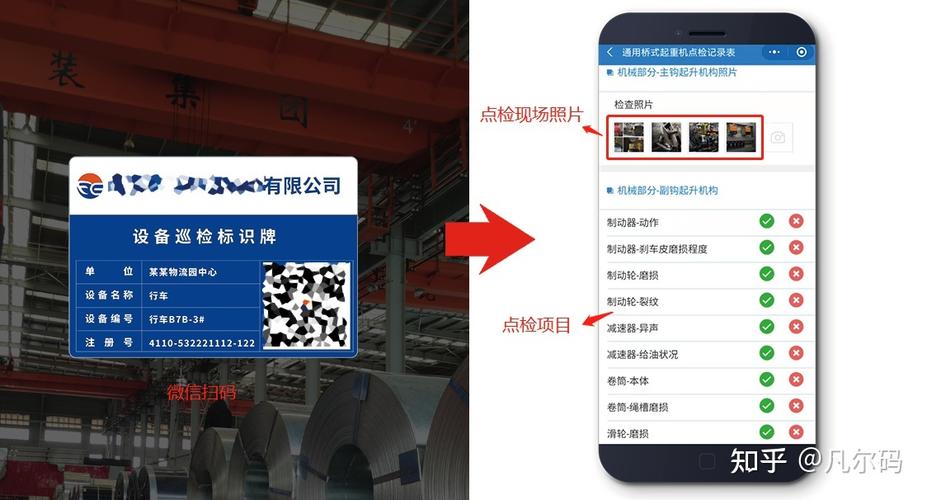 装集团
4'
有限公司
设备巡检标识牌
单位 某某物流园中心
设备名称 行车
设备编号 行车B7B-3#
注册号 4110-532221112-122
微信扫码
通用桥式起重机点检记录表
机械部分-主钩起升机构照片
检查照片
点检现场照片
机械部分-副钩起升机构
制动器-动作
制动器-刹车皮磨损程度
制动轮-磨损
制动轮-裂纹
点检项目
减速器-异声
减速器-给油状况
卷筒-本体
卷筒-绳槽磨损
滑轮-磨损
知乎 @凡尔码